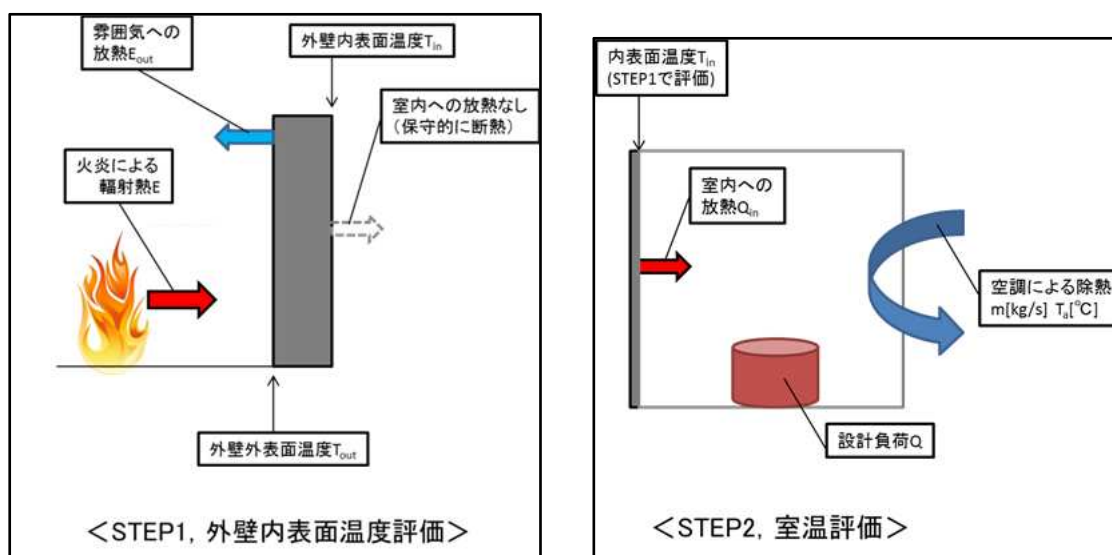 雰囲気への
放熱Eout
外壁内表面温度Tin
室内への放熱なし
(保守的に断熱)
火炎による
輻射熱E
外壁外表面温度Tout
＜STEP1, 外壁内表面温度評価＞
内表面温度Tin
(STEP1で評価)
室内への
放熱Qin
空調による除熱
m[kg/s] Ta[℃]
設計負荷Q
＜STEP2, 室温評価＞